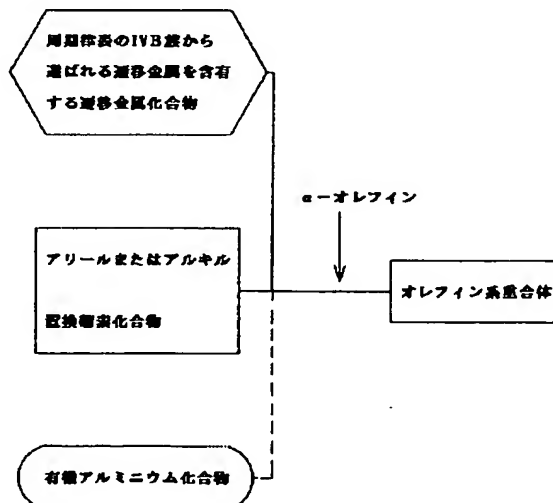 周期律表のIVB族から
選ばれる遷移金属を含有
する遷移金属化合物
α－オレフィン
アリールまたはアルキル
置換硼素化合物
オレフィン系重合体
有機アルミニウム化合物